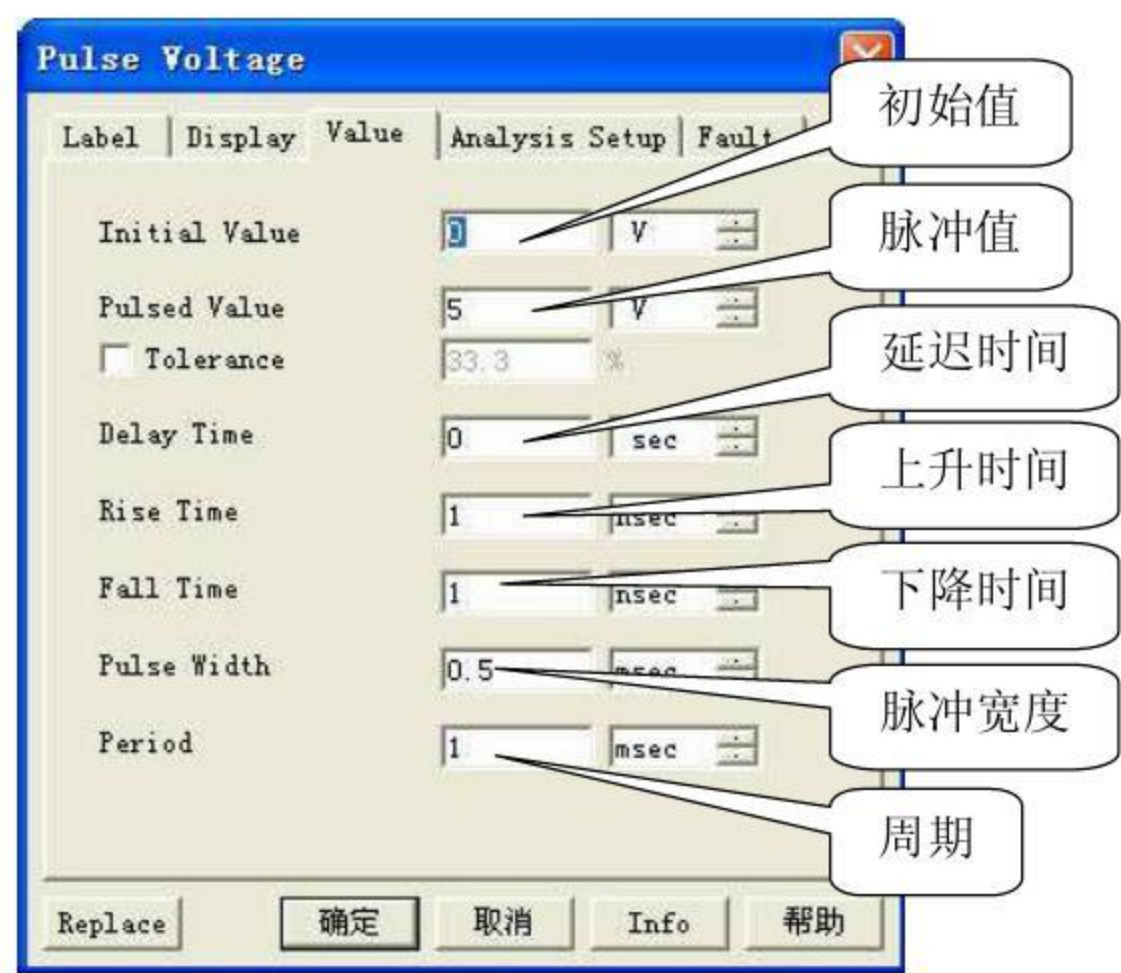 Pulse Voltage
Label Display Value Analysis Setup Fault
初始值
Initial Value 0 V
脉冲值
Pulsed Value 5 V
Tolerance 33.3 %
延迟时间
Delay Time 0 sec
上升时间
Rise Time 1 nsec
下降时间
Fall Time 1 nsec
Pulse Width 0.5 msec
脉冲宽度
Period 1 msec
周期
Replace 确定 取消 Info 帮助